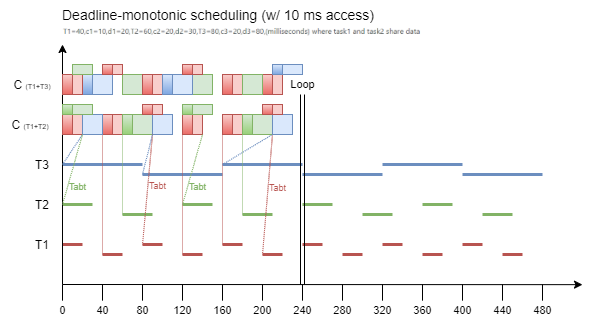 Deadline-monotonic scheduling (w/ 10 ms access)
T1=40,c1=10,d1=20,T2=60,c2=20,d2=30,T3=80,c3=20,d3=80,(milliseconds) where task1 and task2 share data
C (T1+T3)
Loop
C (T1+T2)
T3
Tabt Tabt Tabt Tabt
T2
T1
0 40 80 120 160 200 240 280 320 360 400 440 480